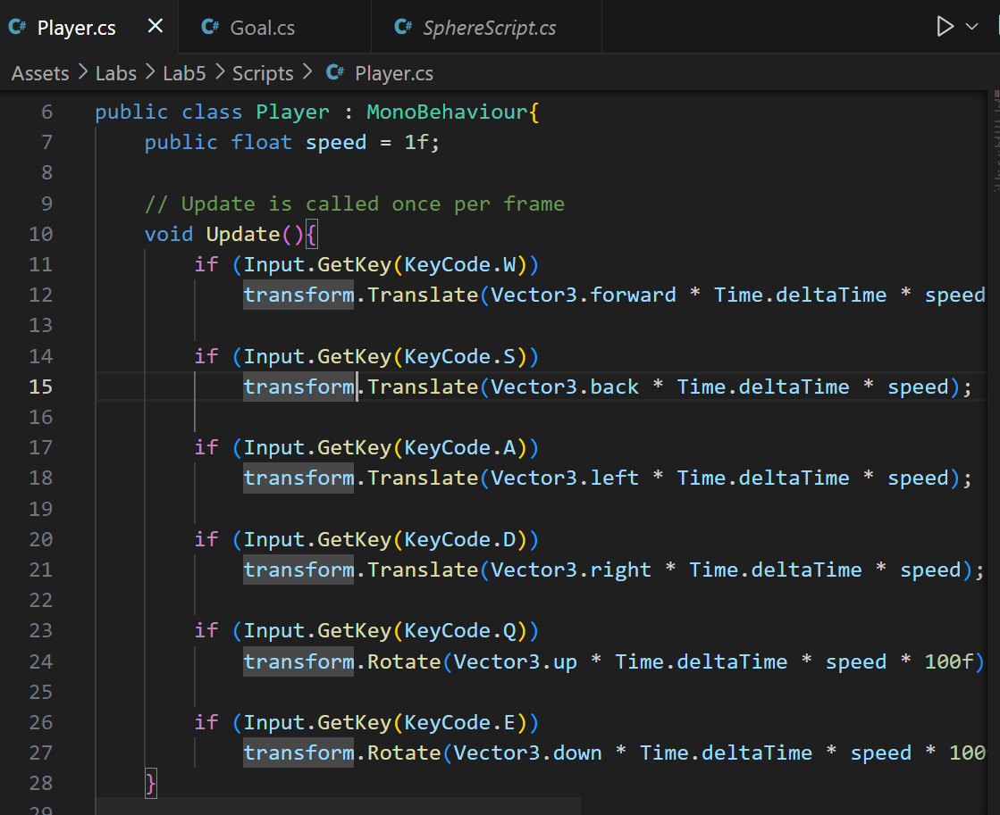 Player.cs
Goal.cs
SphereScript.cs
Assets > Labs > Lab5 > Scripts > Player.cs
6 public class Player : MonoBehaviour{
7     public float speed = 1f;
8
9     // Update is called once per frame
10     void Update(){
11         if (Input.GetKey(KeyCode.W))
12             transform.Translate(Vector3.forward * Time.deltaTime * speed
13
14         if (Input.GetKey(KeyCode.S))
15             transform.Translate(Vector3.back * Time.deltaTime * speed);
16
17         if (Input.GetKey(KeyCode.A))
18             transform.Translate(Vector3.left * Time.deltaTime * speed);
19
20         if (Input.GetKey(KeyCode.D))
21             transform.Translate(Vector3.right * Time.deltaTime * speed);
22
23         if (Input.GetKey(KeyCode.Q))
24             transform.Rotate(Vector3.up * Time.deltaTime * speed * 100f)
25
26         if (Input.GetKey(KeyCode.E))
27             transform.Rotate(Vector3.down * Time.deltaTime * speed * 100
28     }
29